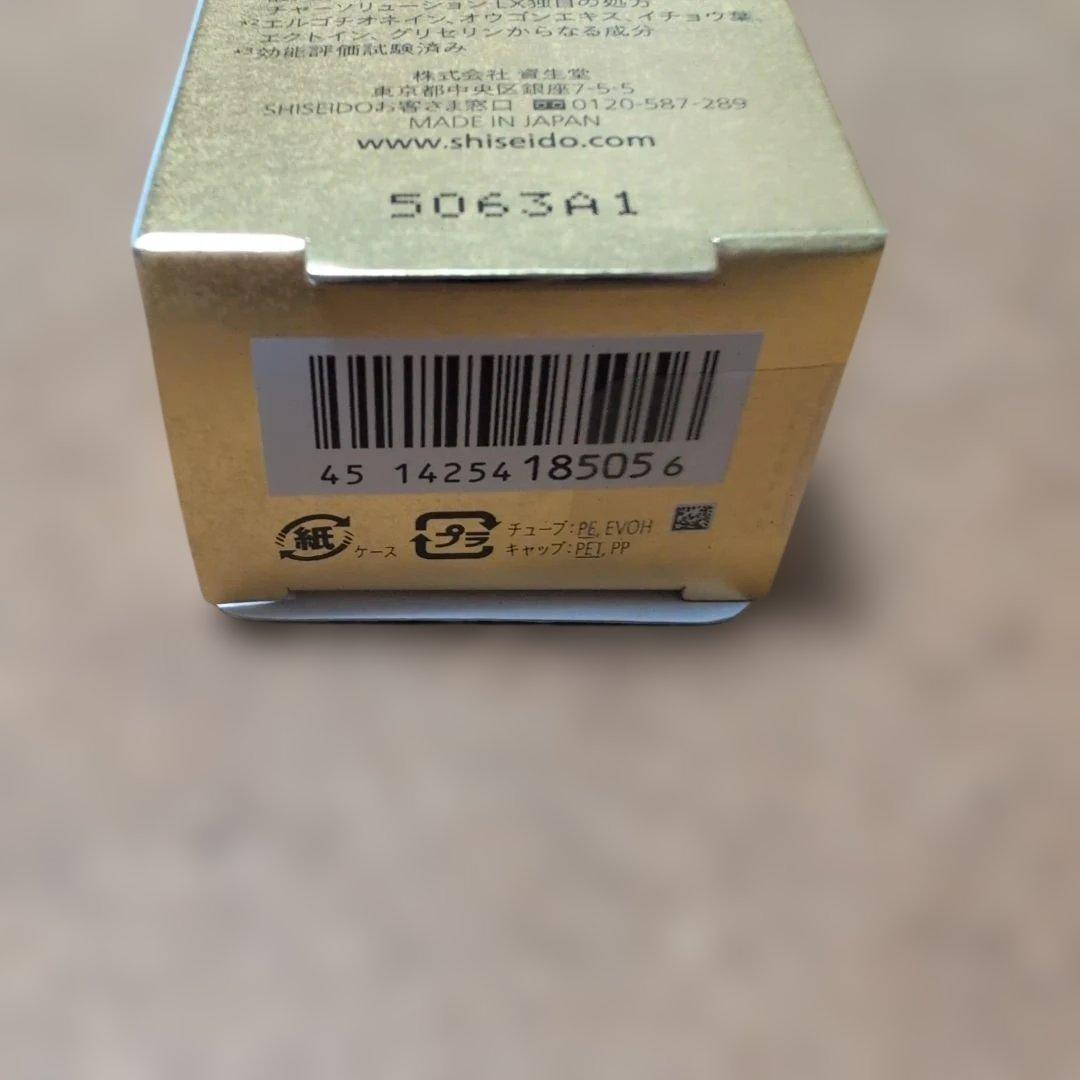 チャーソリューションLX独自の処方
*2エルゴチオネイン、オウゴンエキス、イチョウ葉、
エクトイン、グリセリンからなる成分
*3効能評価試験済み
株式会社 資生堂
東京都中央区銀座7-5-5
SHISEIDOお客さま窓口 0120-587-289
MADE IN JAPAN
www.shiseido.com
5063A1
45 14254 185056
紙 ケース
プラ チューブ:PE, EVOH
キャップ:PET, PP